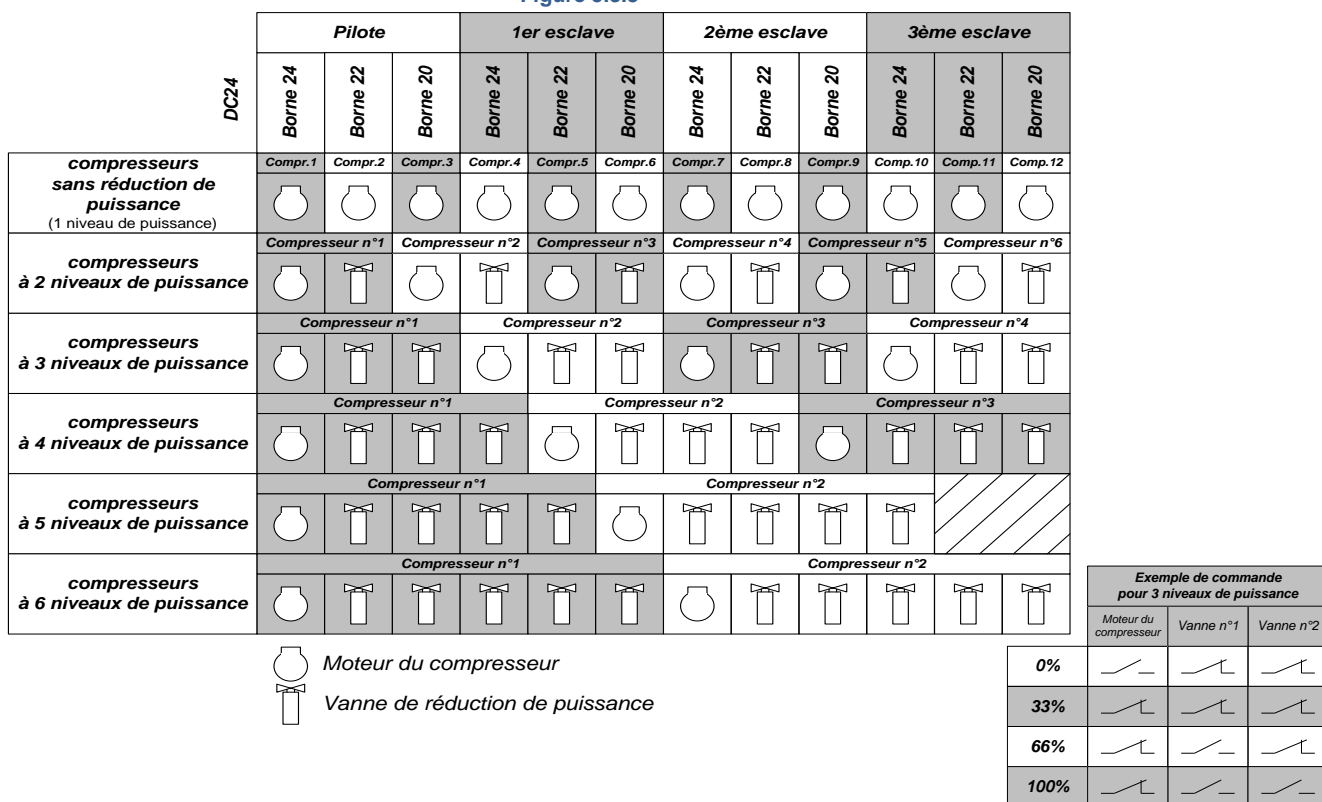 Pilote 1er esclave 2ème esclave 3ème esclave
DC24 Borne 24 Borne 22 Borne 20 Borne 24 Borne 22 Borne 20 Borne 24 Borne 22 Borne 20 Borne 24 Borne 22 Borne 20
compresseurs
sans réduction de
puissance
(1 niveau de puissance)
Compr.1 Compr.2 Compr.3 Compr.4 Compr.5 Compr.6 Compr.7 Compr.8 Compr.9 Comp.10 Comp.11 Comp.12
compresseurs
à 2 niveaux de puissance
Compresseur n°1 Compresseur n°2 Compresseur n°3 Compresseur n°4 Compresseur n°5 Compresseur n°6
compresseurs
à 3 niveaux de puissance
Compresseur n°1 Compresseur n°2 Compresseur n°3 Compresseur n°4
compresseurs
à 4 niveaux de puissance
Compresseur n°1 Compresseur n°2 Compresseur n°3
compresseurs
à 5 niveaux de puissance
Compresseur n°1 Compresseur n°2
compresseurs
à 6 niveaux de puissance
Compresseur n°1 Compresseur n°2
Moteur du compresseur
Vanne de réduction de puissance
Exemple de commande
pour 3 niveaux de puissance
Moteur du
compresseur
Vanne n°1 Vanne n°2
0%
33%
66%
100%